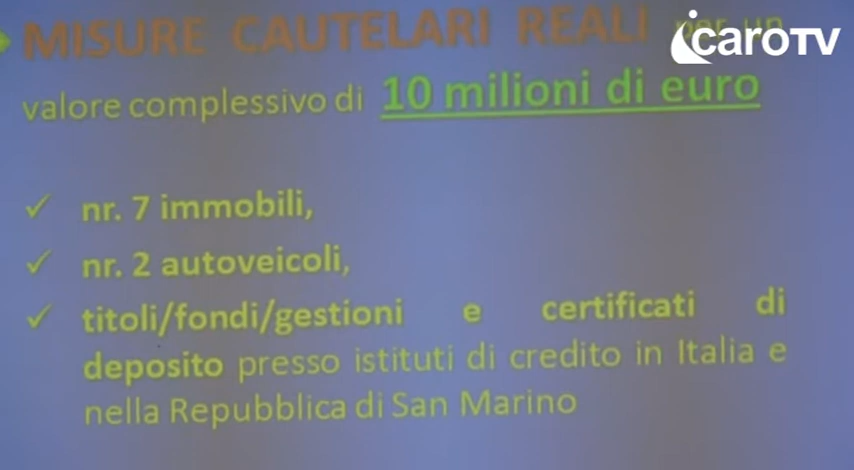 MISURE CAUTELARI REALI per un
icaroTV
valore complessivo di 10 milioni di euro
✓ nr. 7 immobili,
✓ nr. 2 autoveicoli,
✓ titoli/fondi/gestioni e certificati di
deposito presso istituti di credito in Italia e
nella Repubblica di San Marino